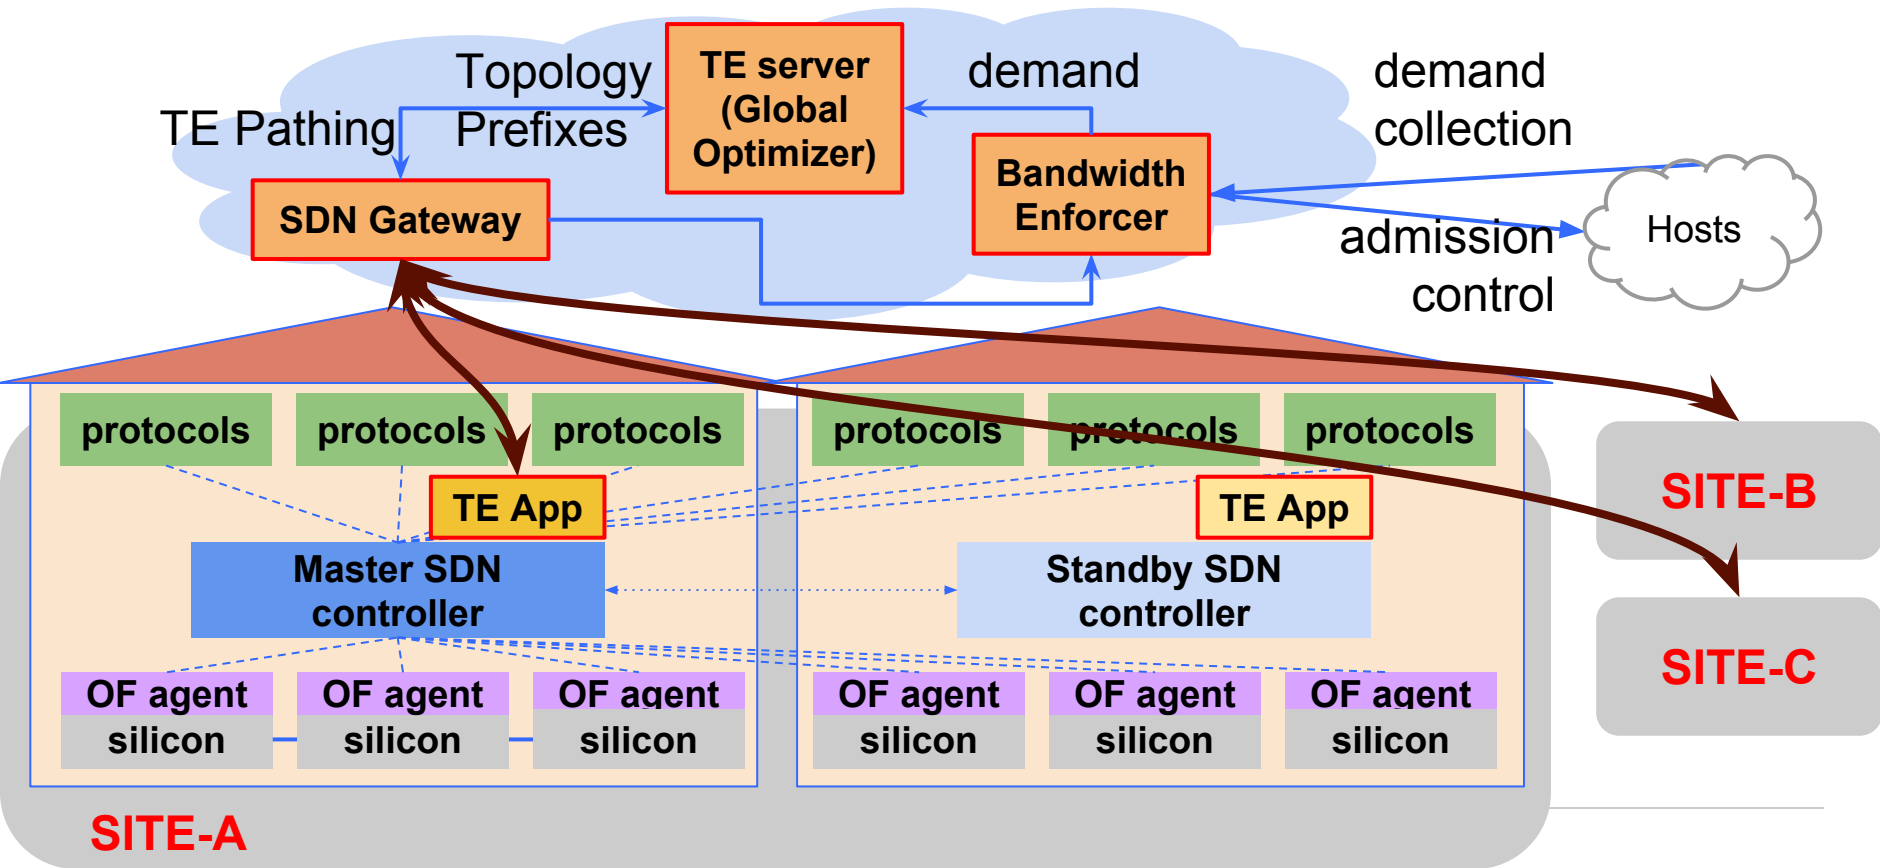 Topology
Prefixes
TE Pathing
TE server
(Global
Optimizer)
demand
demand
collection
Bandwidth
Enforcer
SDN Gateway
admission
control
Hosts
protocols
protocols
protocols
protocols
protocols
protocols
TE App
TE App
Master SDN
controller
Standby SDN
controller
OF agent
OF agent
OF agent
OF agent
OF agent
OF agent
silicon
silicon
silicon
silicon
silicon
silicon
SITE-A
SITE-B
SITE-C